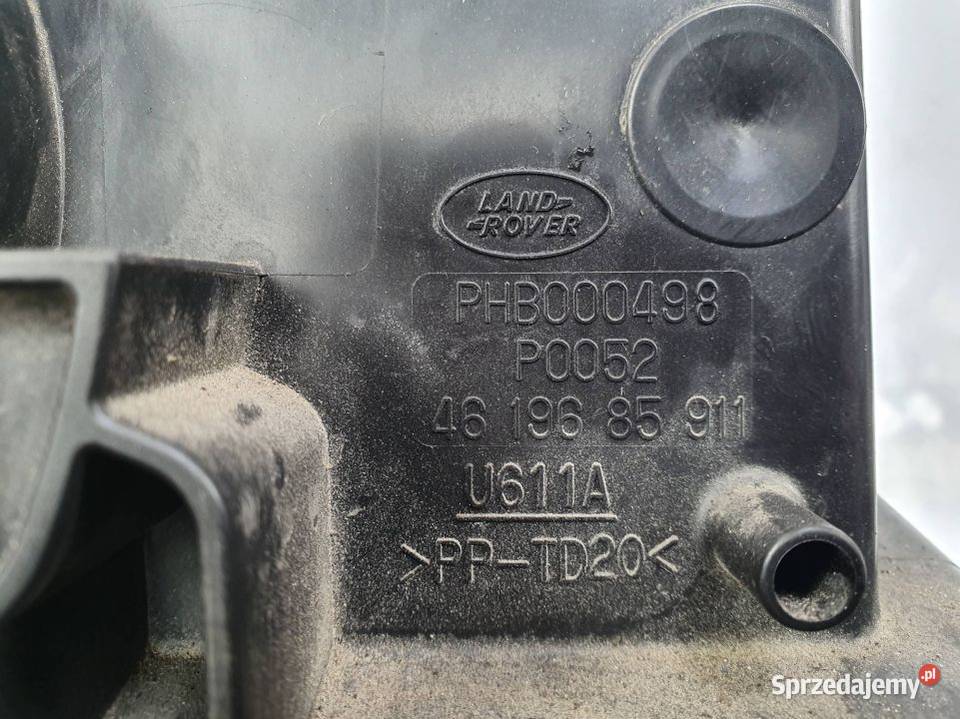 LAND-
-ROVER
PHB000498
P0052
46 196 85 911
U611A
>PP-TD20<
Sprzedajemy.pl